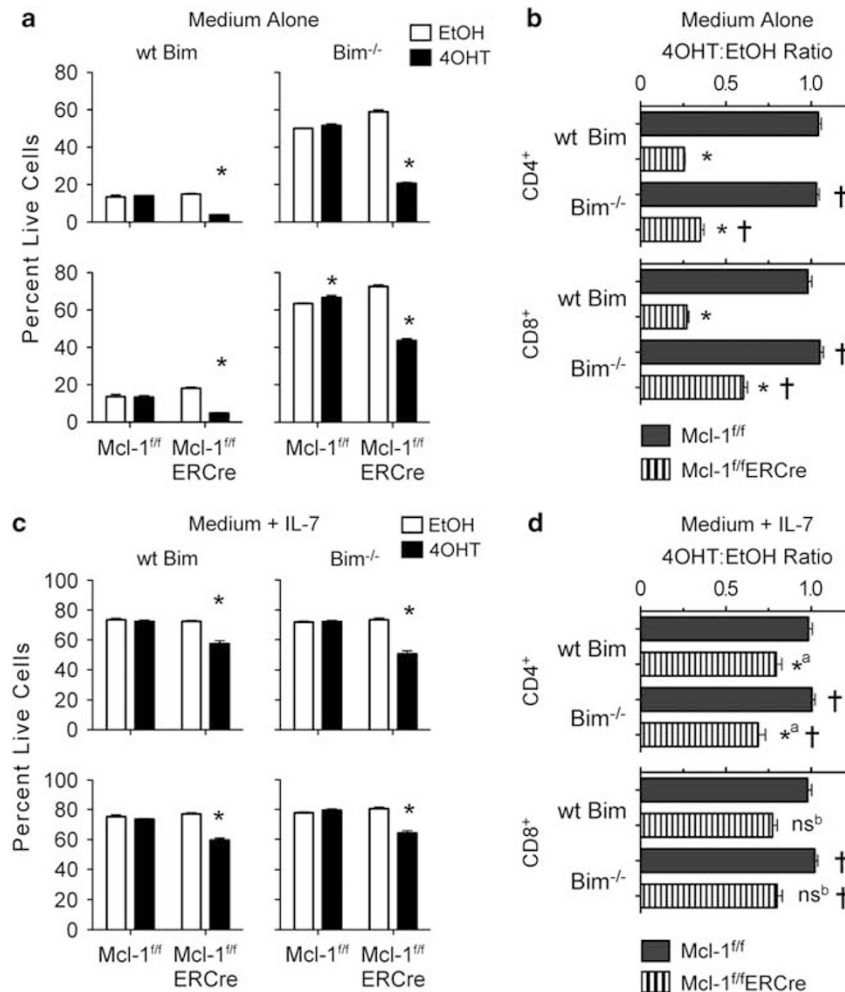 a
Medium Alone
EtOH
4OHT
wt Bim
Bim-/-
Percent Live Cells
80
60
40
20
0
*
80
60
40
20
0
*
*
*
*
Mcl-1f/f
Mcl-1f/f
ERCre
Mcl-1f/f
Mcl-1f/f
ERCre
b
Medium Alone
4OHT:EtOH Ratio
0
0.5
1.0
CD4+
wt Bim
*
Bim-/-
†
* †
CD8+
wt Bim
*
Bim-/-
†
* †
Mcl-1f/f
Mcl-1f/fERCre
c
Medium + IL-7
EtOH
4OHT
wt Bim
Bim-/-
Percent Live Cells
100
80
60
40
20
0
*
*
100
80
60
40
20
0
*
*
Mcl-1f/f
Mcl-1f/f
ERCre
Mcl-1f/f
Mcl-1f/f
ERCre
d
Medium + IL-7
4OHT:EtOH Ratio
0
0.5
1.0
CD4+
wt Bim
*a
Bim-/-
†
*a †
CD8+
wt Bim
nsb
Bim-/-
†
nsb †
Mcl-1f/f
Mcl-1f/fERCre